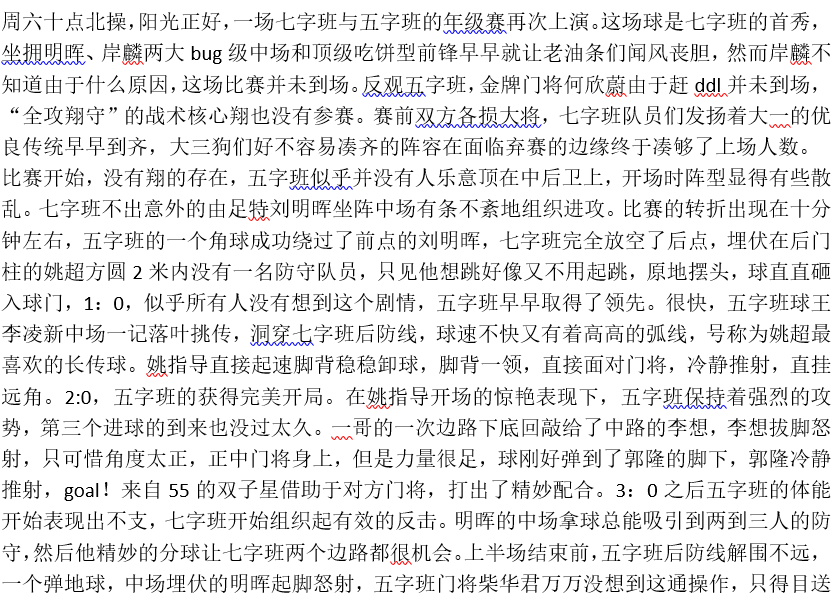 周六十点北操，阳光正好，一场七字班与五字班的年级赛再次上演。这场球是七字班的首秀，
坐拥明晖、岸麟两大 bug 级中场和顶级吃饼型前锋早早就让老油条们闻风丧胆，然而岸麟不
知道由于什么原因，这场比赛并未到场。反观五字班，金牌门将何欣蔚由于赶 ddl 并未到场，
“全攻翔守”的战术核心翔也没有参赛。赛前双方各损大将，七字班队员们发扬着大一的优
良传统早早到齐，大三狗们好不容易凑齐的阵容在面临弃赛的边缘终于凑够了上场人数。
比赛开始，没有翔的存在，五字班似乎并没有人乐意顶在中后卫上，开场时阵型显得有些散
乱。七字班不出意外的由足特刘明晖坐阵中场有条不紊地组织进攻。比赛的转折出现在十分
钟左右，五字班的一个角球成功绕过了前点的刘明晖，七字班完全放空了后点，埋伏在后门
柱的姚超方圆 2 米内没有一名防守队员，只见他想跳好像又不用起跳，原地摆头，球直直砸
入球门，1：0，似乎所有人没有想到这个剧情，五字班早早取得了领先。很快，五字班球王
李凌新中场一记落叶挑传，洞穿七字班后防线，球速不快又有着高高的弧线，号称为姚超最
喜欢的长传球。姚指导直接起速脚背稳稳卸球，脚背一领，直接面对门将，冷静推射，直挂
远角。2:0，五字班的获得完美开局。在姚指导开场的惊艳表现下，五字班保持着强烈的攻
势，第三个进球的到来也没过太久。一哥的一次边路下底回敲给了中路的李想，李想拔脚怒
射，只可惜角度太正，正中门将身上，但是力量很足，球刚好弹到了郭隆的脚下，郭隆冷静
推射，goal！来自 55 的双子星借助于对方门将，打出了精妙配合。3：0 之后五字班的体能
开始表现出不支，七字班开始组织起有效的反击。明晖的中场拿球总能吸引到两到三人的防
守，然后他精妙的分球让七字班两个边路都很机会。上半场结束前，五字班后防线解围不远，
一个弹地球，中场埋伏的明晖起脚怒射，五字班门将柴华君万万没想到这通操作，只得目送